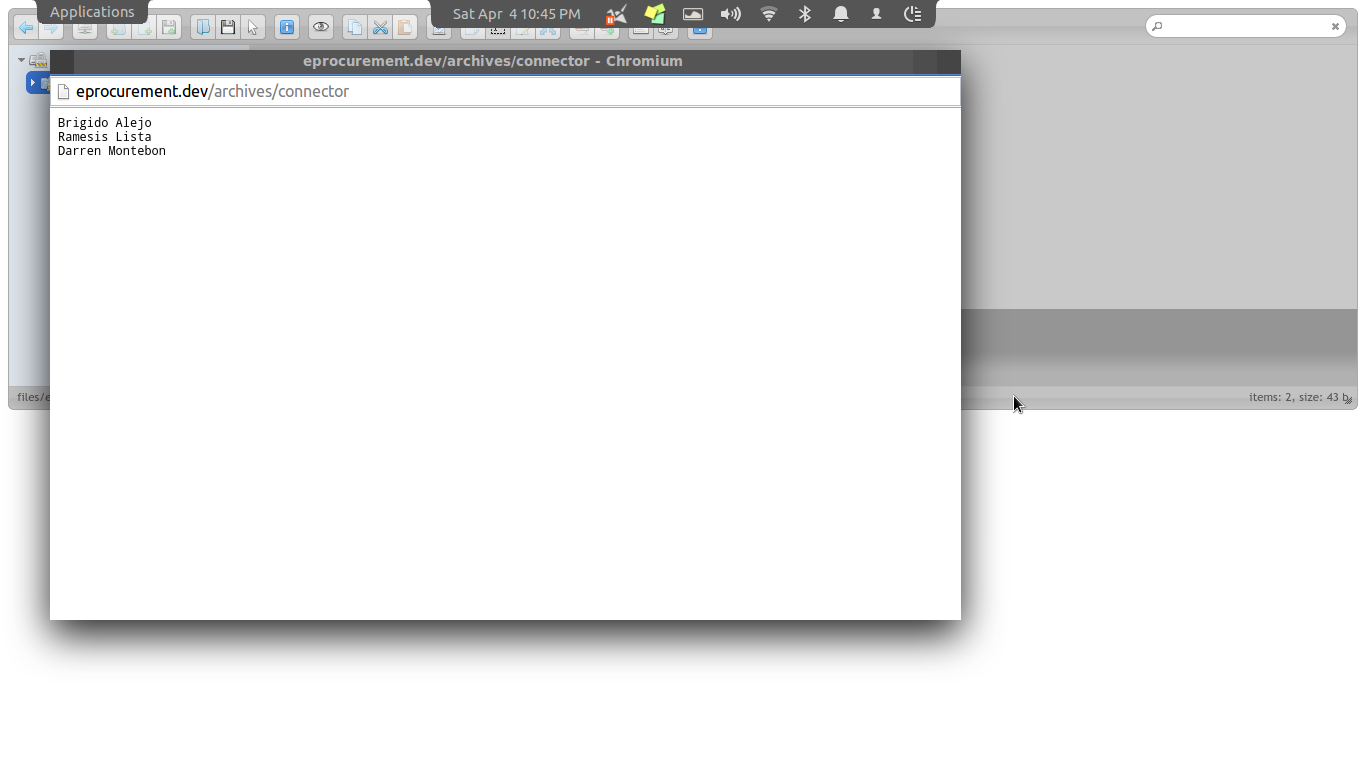 Applications
Sat Apr 4 10:45 PM
eprocurement.dev/archives/connector - Chromium
eprocurement.dev/archives/connector
Brigido Alejo
Ramesis Lista
Darren Montebon
files/e
items: 2, size: 43 b